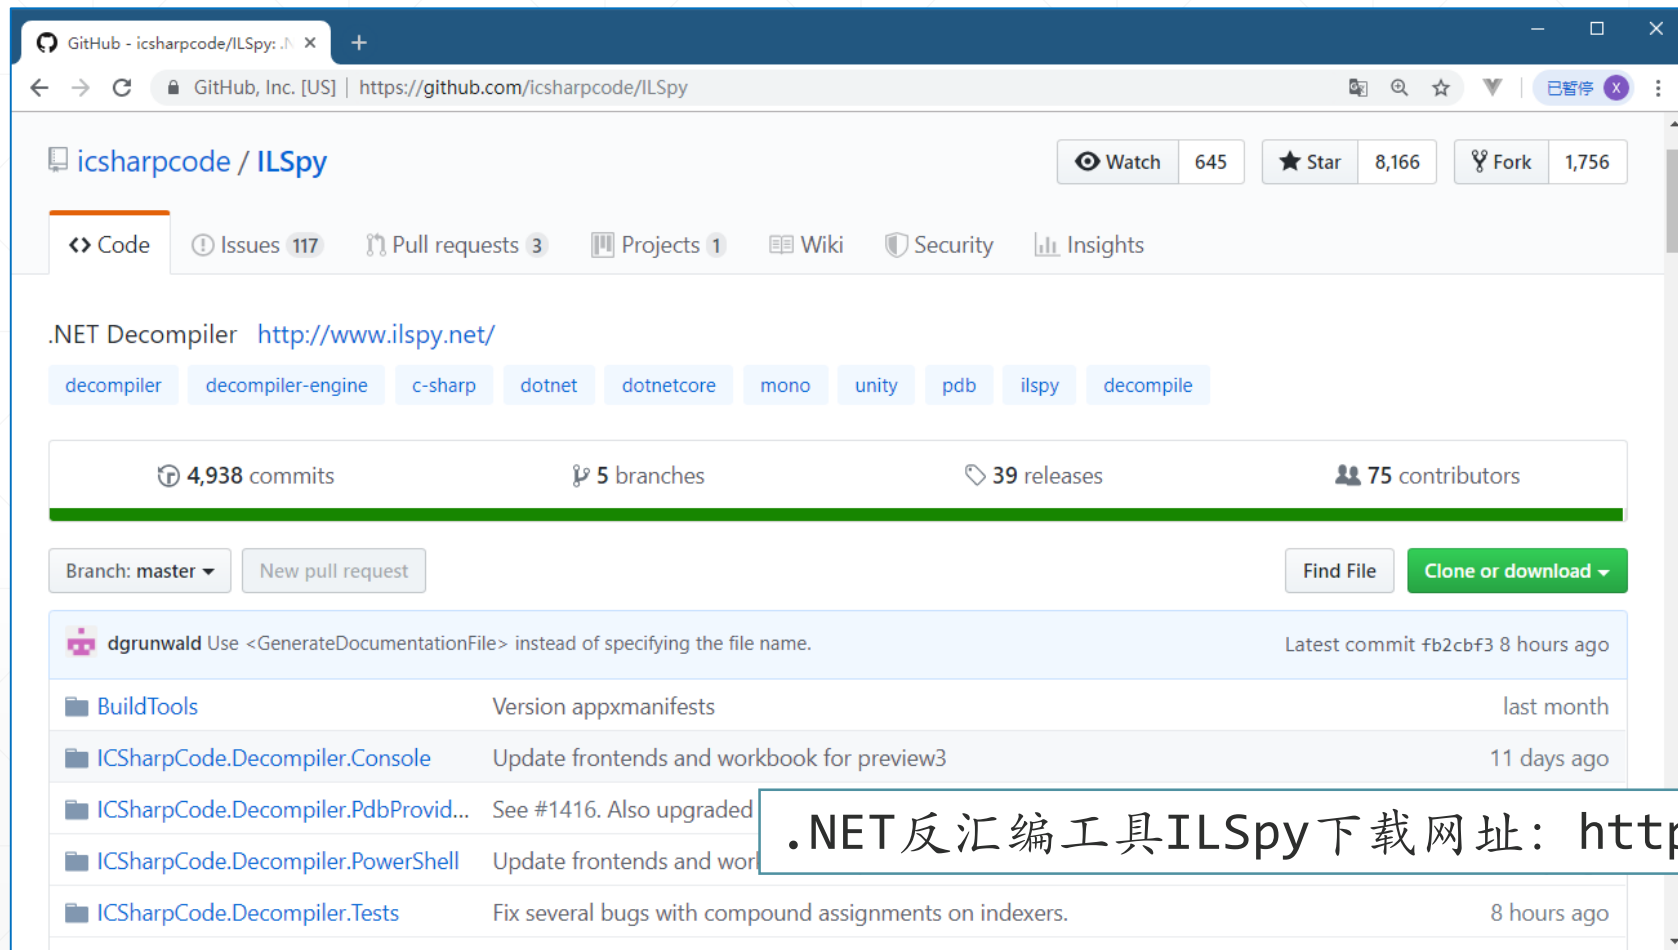 GitHub - icsharpcode/ILSpy: .N
GitHub, Inc. [US] | https://github.com/icsharpcode/ILSpy 已暂停 X
icsharpcode / ILSpy Watch 645 Star 8,166 Fork 1,756
Code Issues 117 Pull requests 3 Projects 1 Wiki Security Insights
.NET Decompiler http://www.ilspy.net/
decompiler decompiler-engine c-sharp dotnet dotnetcore mono unity pdb ilspy decompile
4,938 commits 5 branches 39 releases 75 contributors
Branch: master New pull request Find File Clone or download
dgrunwald Use <GenerateDocumentationFile> instead of specifying the file name. Latest commit fb2cbf3 8 hours ago
BuildTools Version appxmanifests last month
ICSharpCode.Decompiler.Console Update frontends and workbook for preview3 11 days ago
ICSharpCode.Decompiler.PdbProvid... See #1416. Also upgraded
.NET反汇编工具ILSpy下载网址: http
ICSharpCode.Decompiler.PowerShell Update frontends and wor
ICSharpCode.Decompiler.Tests Fix several bugs with compound assignments on indexers. 8 hours ago